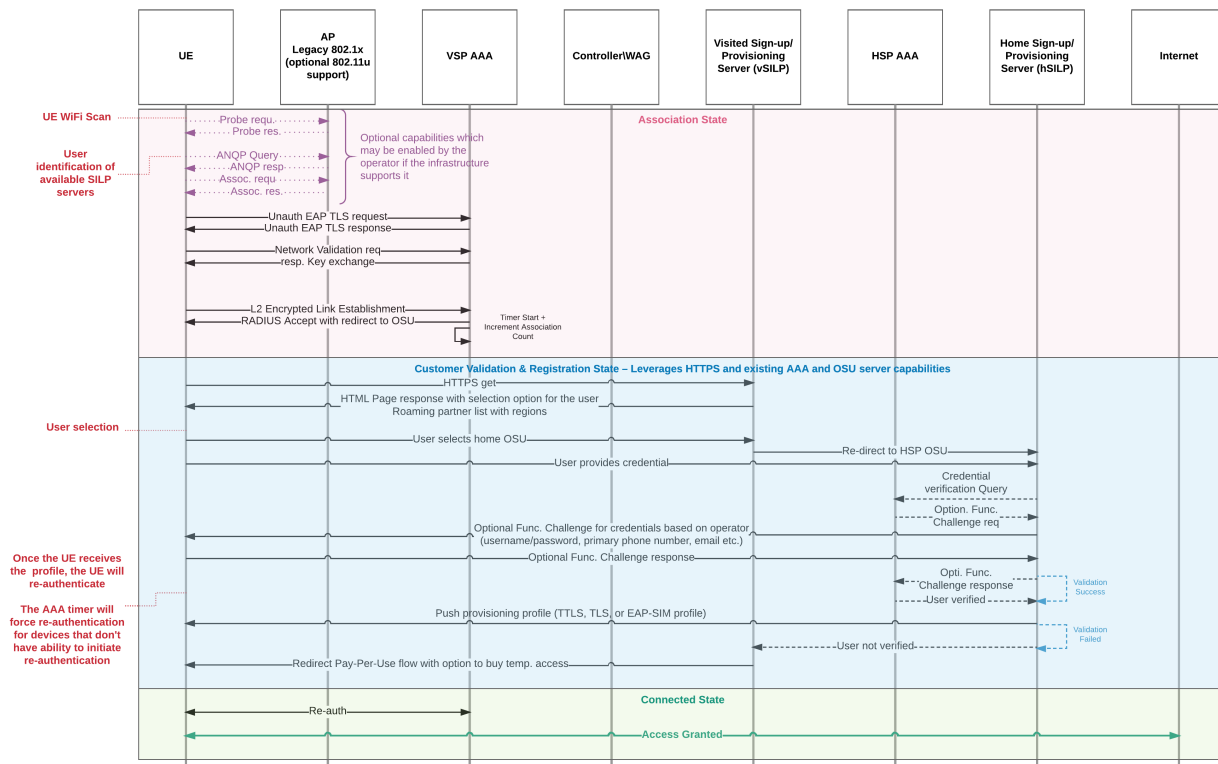 UE
AP
Legacy 802.1x
(optional 802.11u
support)
VSP AAA
Controller\WAG
Visited Sign-up/
Provisioning
Server (vSILP)
HSP AAA
Home Sign-up/
Provisioning
Server (hSILP)
Internet
Association State
UE WiFi Scan
Probe requ.
Probe res.
User
identification of
available SILP
servers
ANQP Query
ANQP resp
Assoc. requ
Assoc. res.
Optional capabilities which
may be enabled by the
operator if the infrastructure
supports it
Unauth EAP TLS request
Unauth EAP TLS response
Network Validation req
resp. Key exchange
L2 Encrypted Link Establishment
RADIUS Accept with redirect to OSU
Timer Start +
Increment Association
Count
Customer Validation & Registration State – Leverages HTTPS and existing AAA and OSU server capabilities
HTTPS get
HTML Page response with selection option for the user
Roaming partner list with regions
User selection
User selects home OSU
Re-direct to HSP OSU
User provides credential
Credential
verification Query
Option. Func.
Challenge req
Optional Func. Challenge for credentials based on operator
(username/password, primary phone number, email etc.)
Optional Func. Challenge response
Once the UE receives
the profile, the UE will
re-authenticate
Opti. Func.
Challenge response
User verified
Validation
Success
The AAA timer will
force re-authentication
for devices that don't
have ability to initiate
re-authentication
Push provisioning profile (TTLS, TLS, or EAP-SIM profile)
Validation
Failed
User not verified
Redirect Pay-Per-Use flow with option to buy temp. access
Connected State
Re-auth
Access Granted